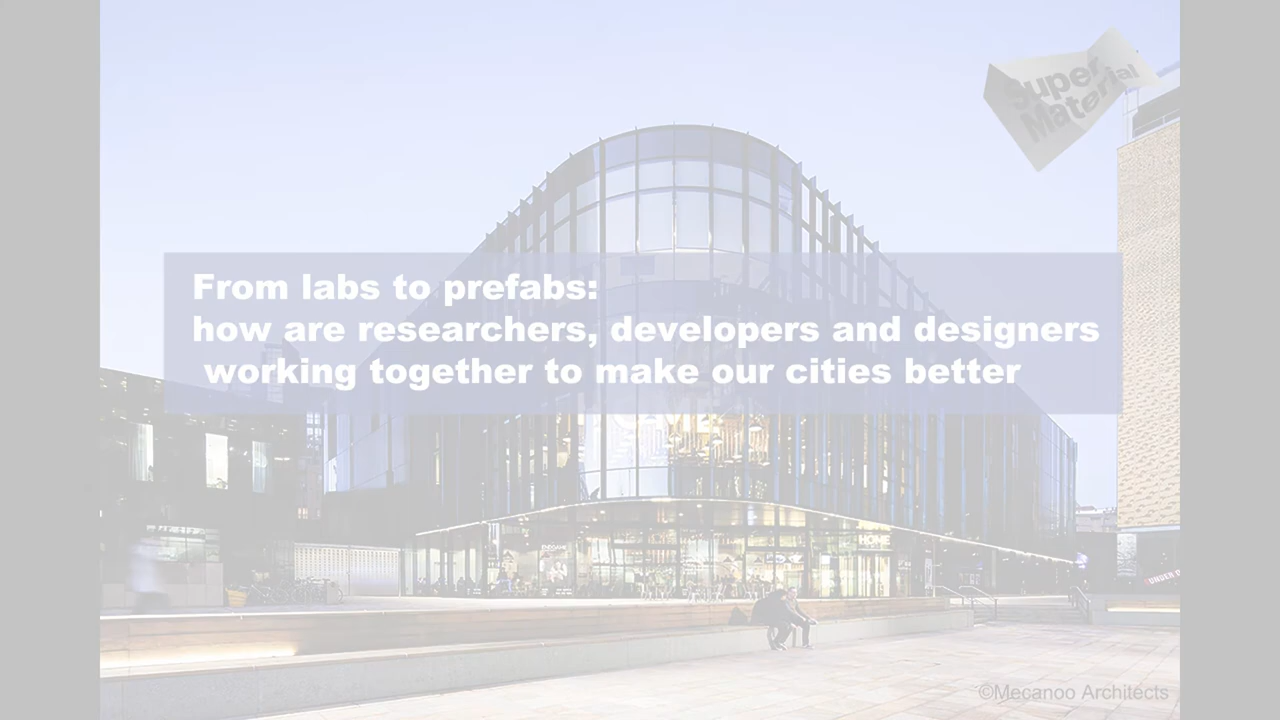 Super
Material
From labs to prefabs:
how are researchers, developers and designers
working together to make our cities better
HOME
©Mecanoo Architects